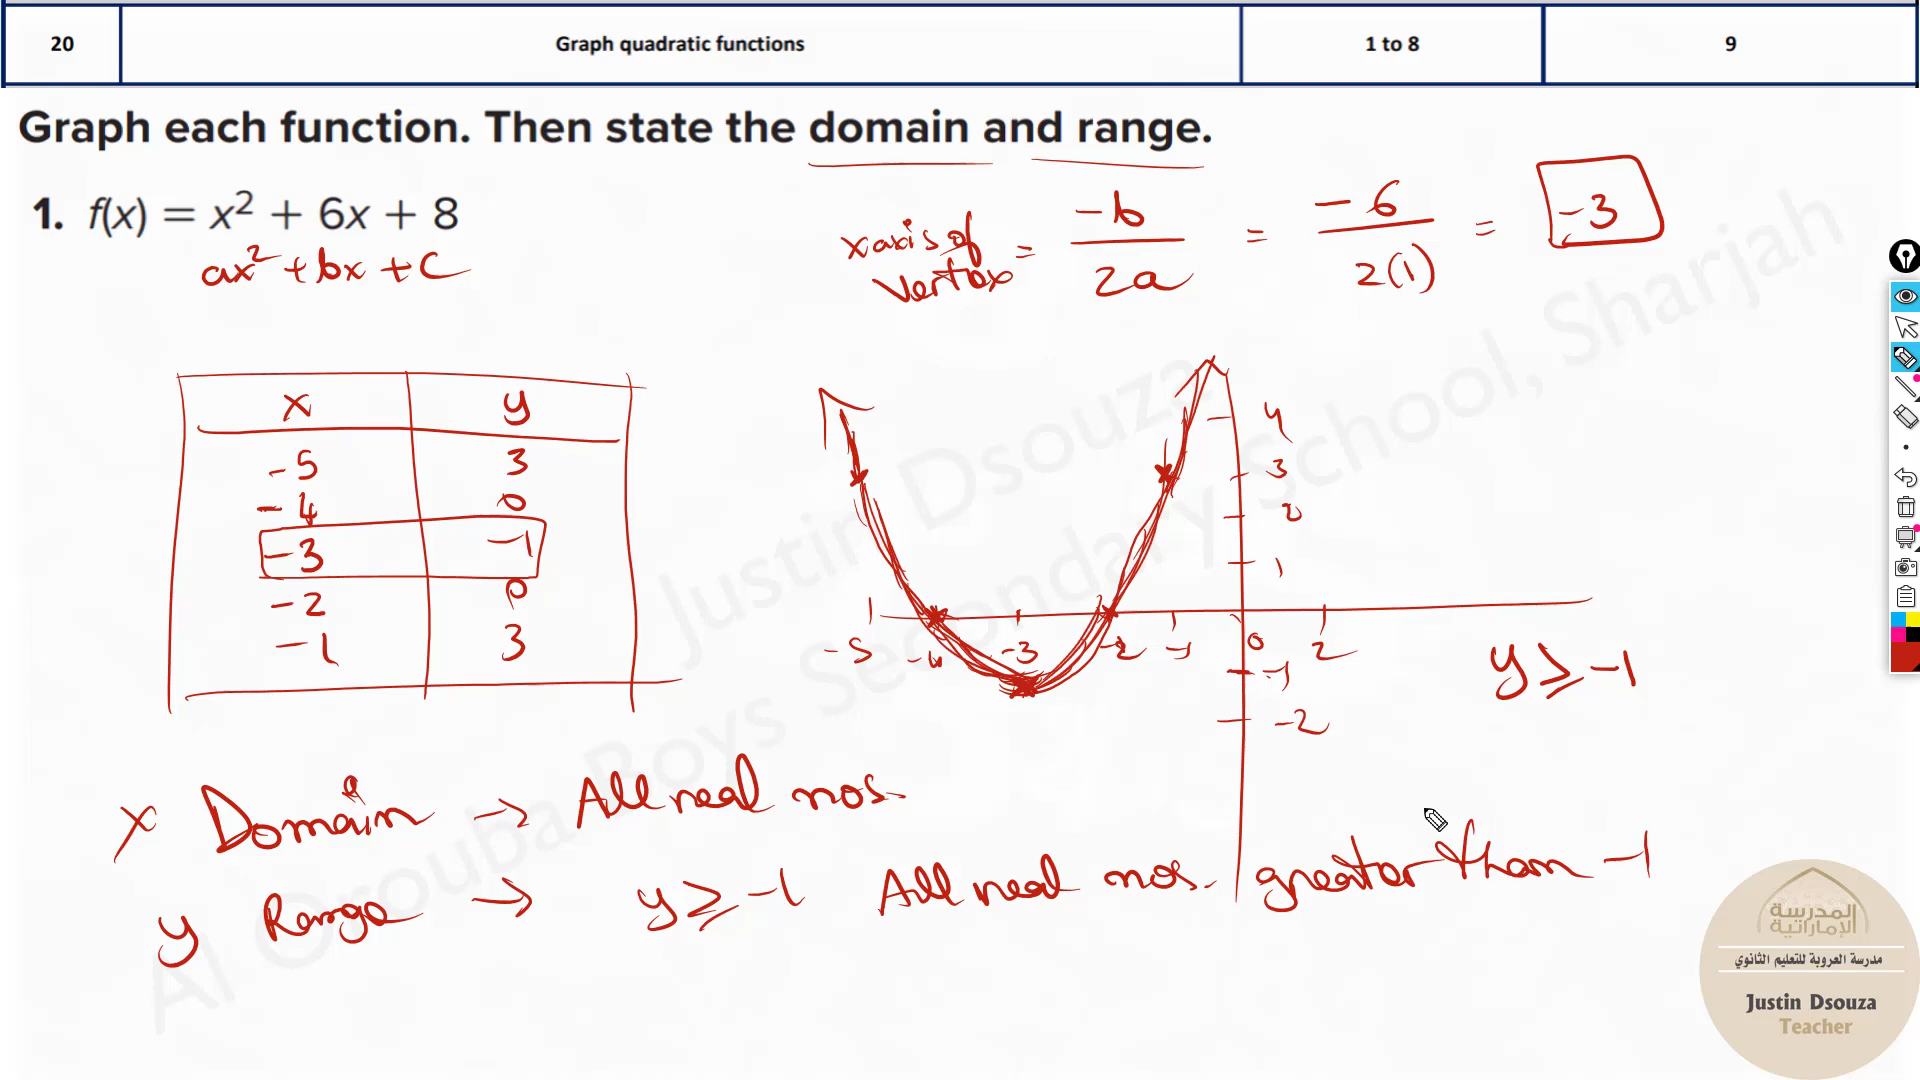 20 Graph quadratic functions 1 to 8 9
Graph each function. Then state the domain and range.
1. f(x) = x² + 6x + 8
ax² + bx + c
x axis of vertex = -b / 2a = -6 / 2(1) = -3
x y
-5 3
-4 0
-3 -1
-2 0
-1 3
4
3
2
1
-5 -4 -3 -2 -1 0 2
-1
-2
y ≥ -1
x Domain → All real nos.
y Range → y ≥ -1 All real nos. greater than -1
Justin Dsouza
Al Orouba Boys Secondary School, Sharjah
المدرسة
الإماراتية
مدرسة العروبة للتعليم الثانوي
Justin Dsouza
Teacher